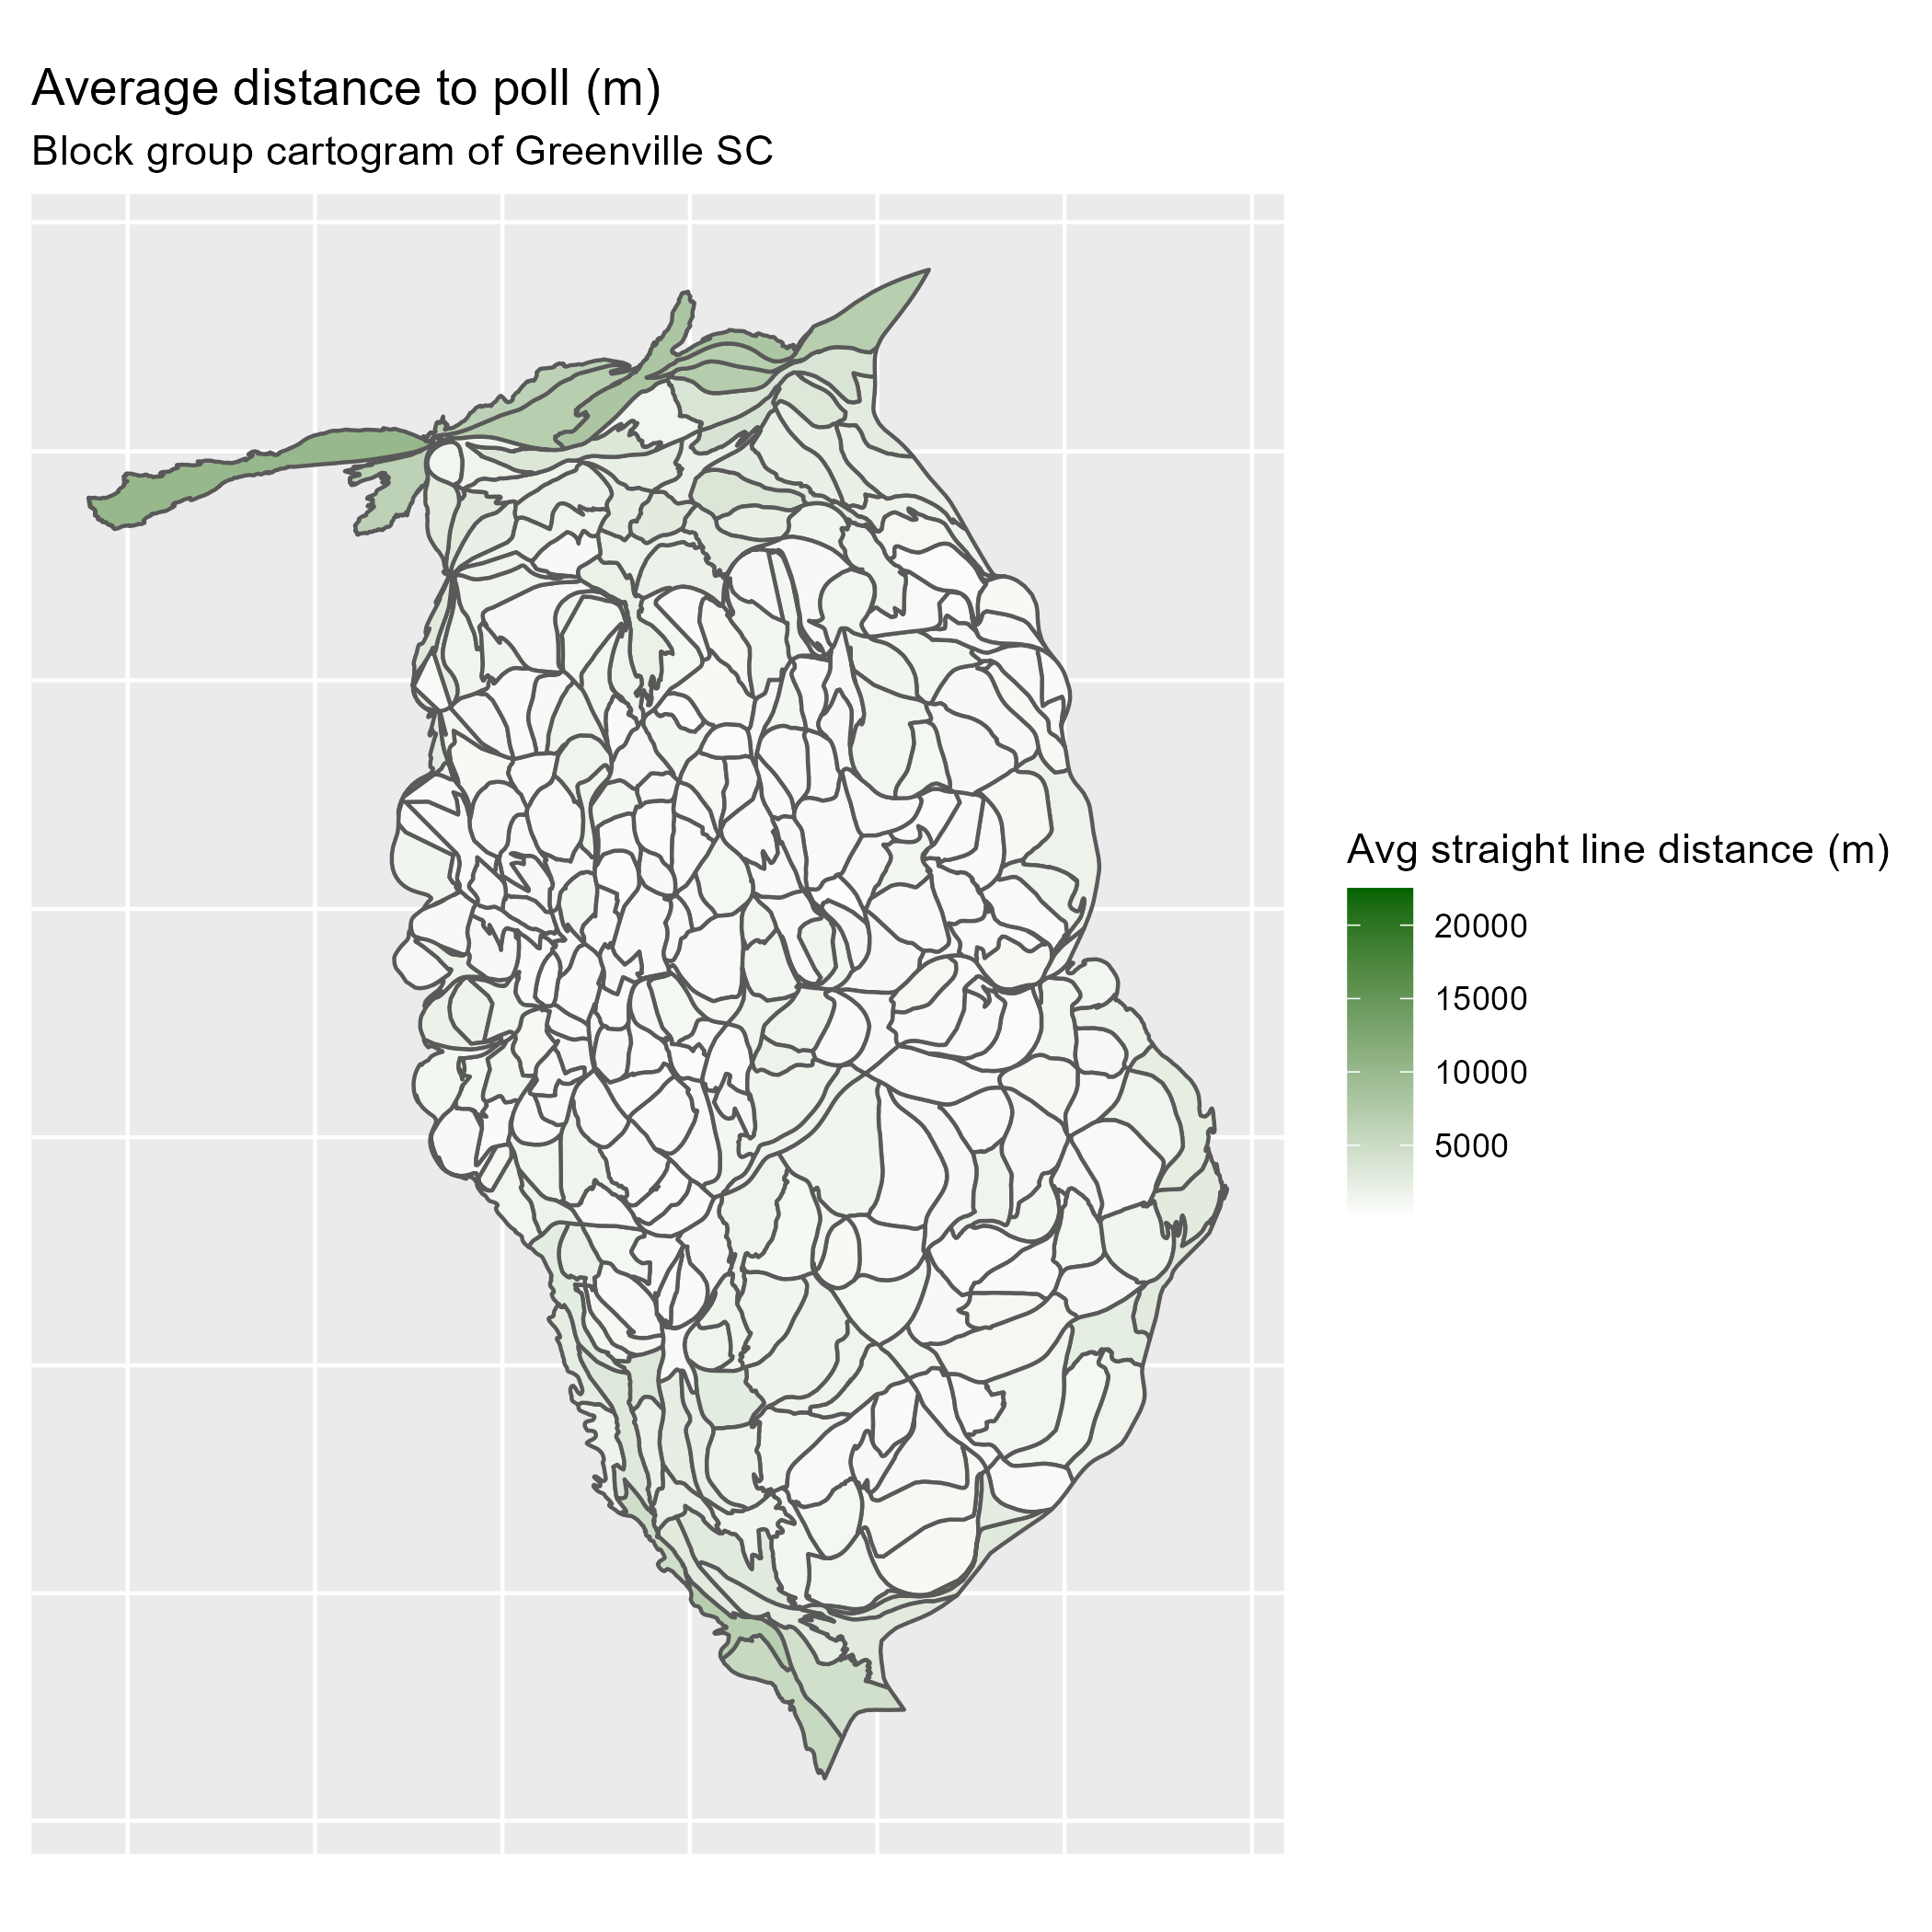 Average distance to poll (m)
Block group cartogram of Greenville SC
Avg straight line distance (m)
20000
15000
10000
5000